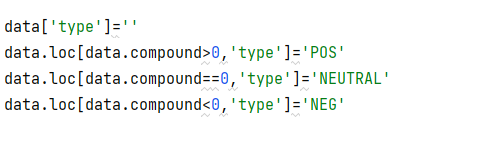 data['type']=''
data.loc[data.compound>0,'type']='POS'
data.loc[data.compound==0,'type']='NEUTRAL'
data.loc[data.compound<0,'type']='NEG'